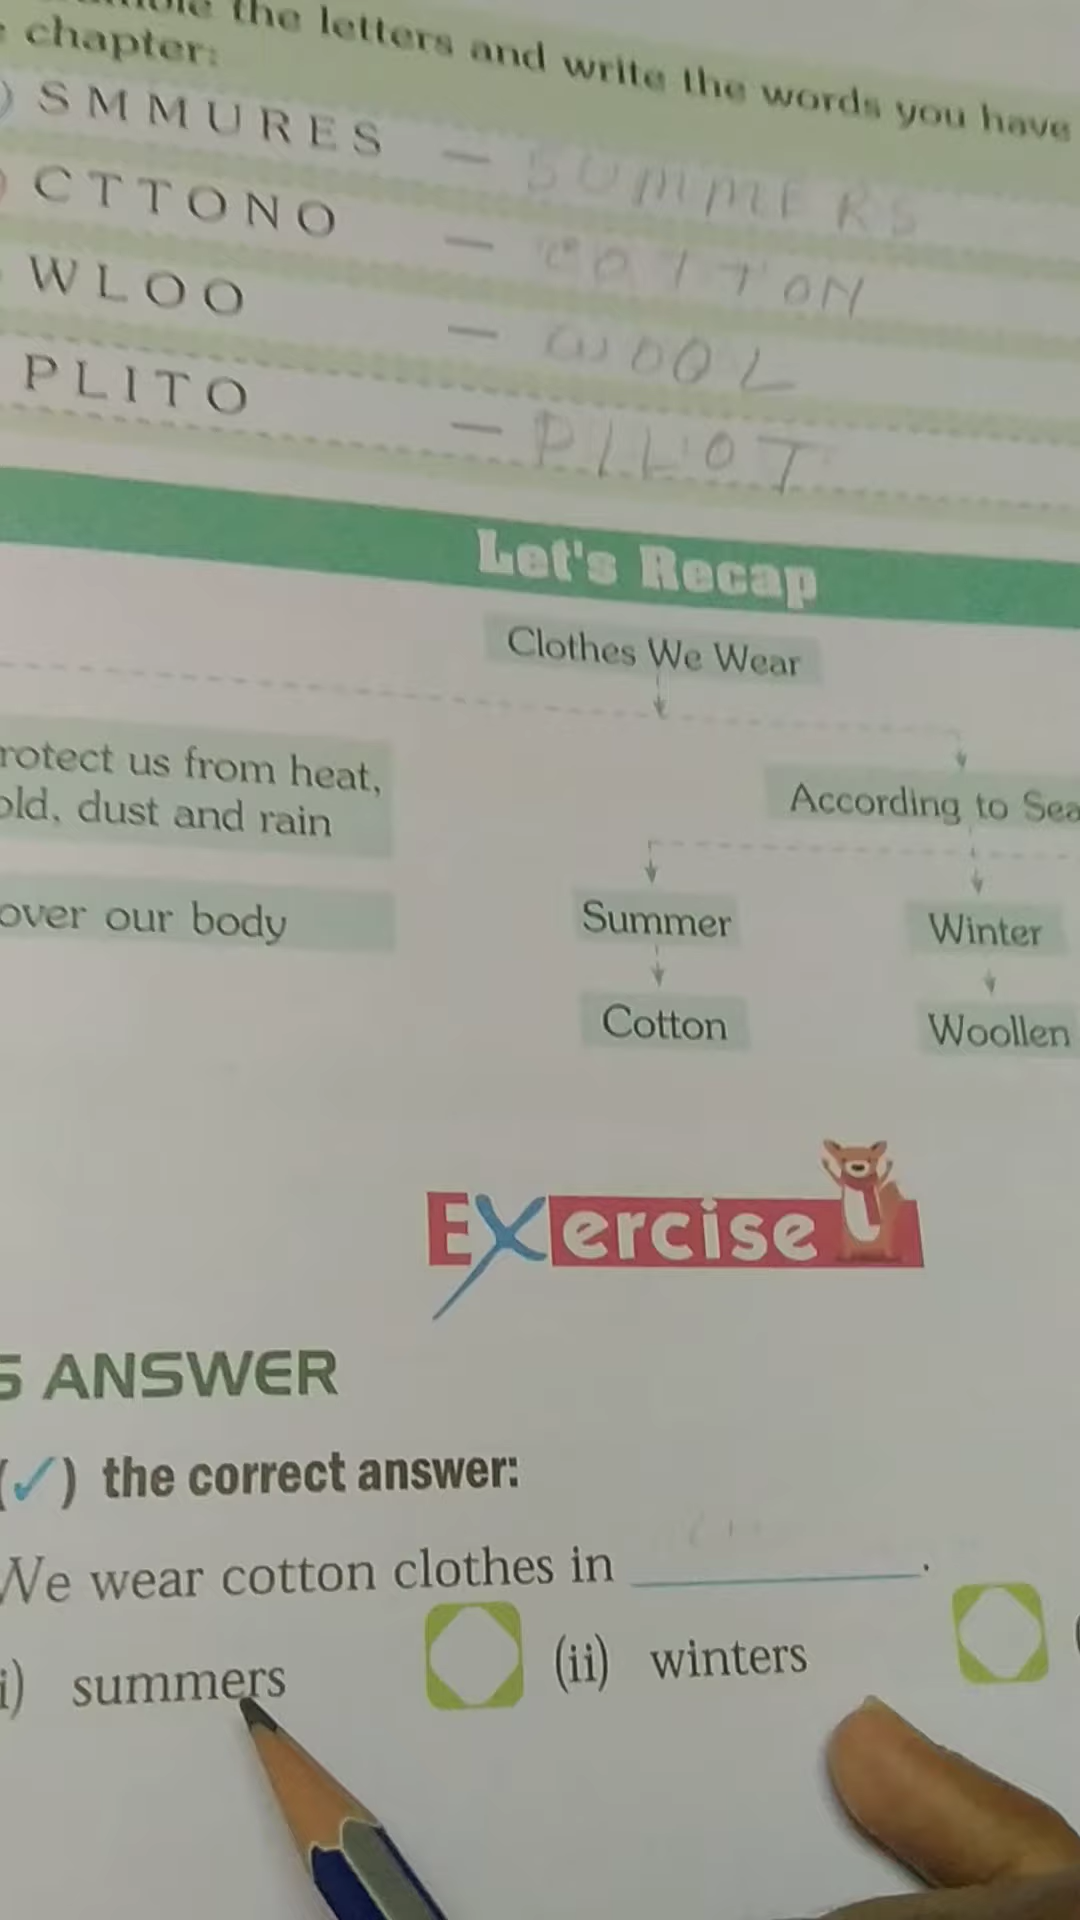 the letters and write the words you have
chapter:
SMMURES — SUMMERS
CTTONO — COTTON
WLOO — WOOL
PLITO — PILOT
Let's Recap
Clothes We Wear
rotect us from heat,
old, dust and rain
According to Sea
over our body
Summer
Winter
Cotton
Woollen
Exercise
S ANSWER
(✓) the correct answer:
We wear cotton clothes in ________.
i) summers (ii) winters